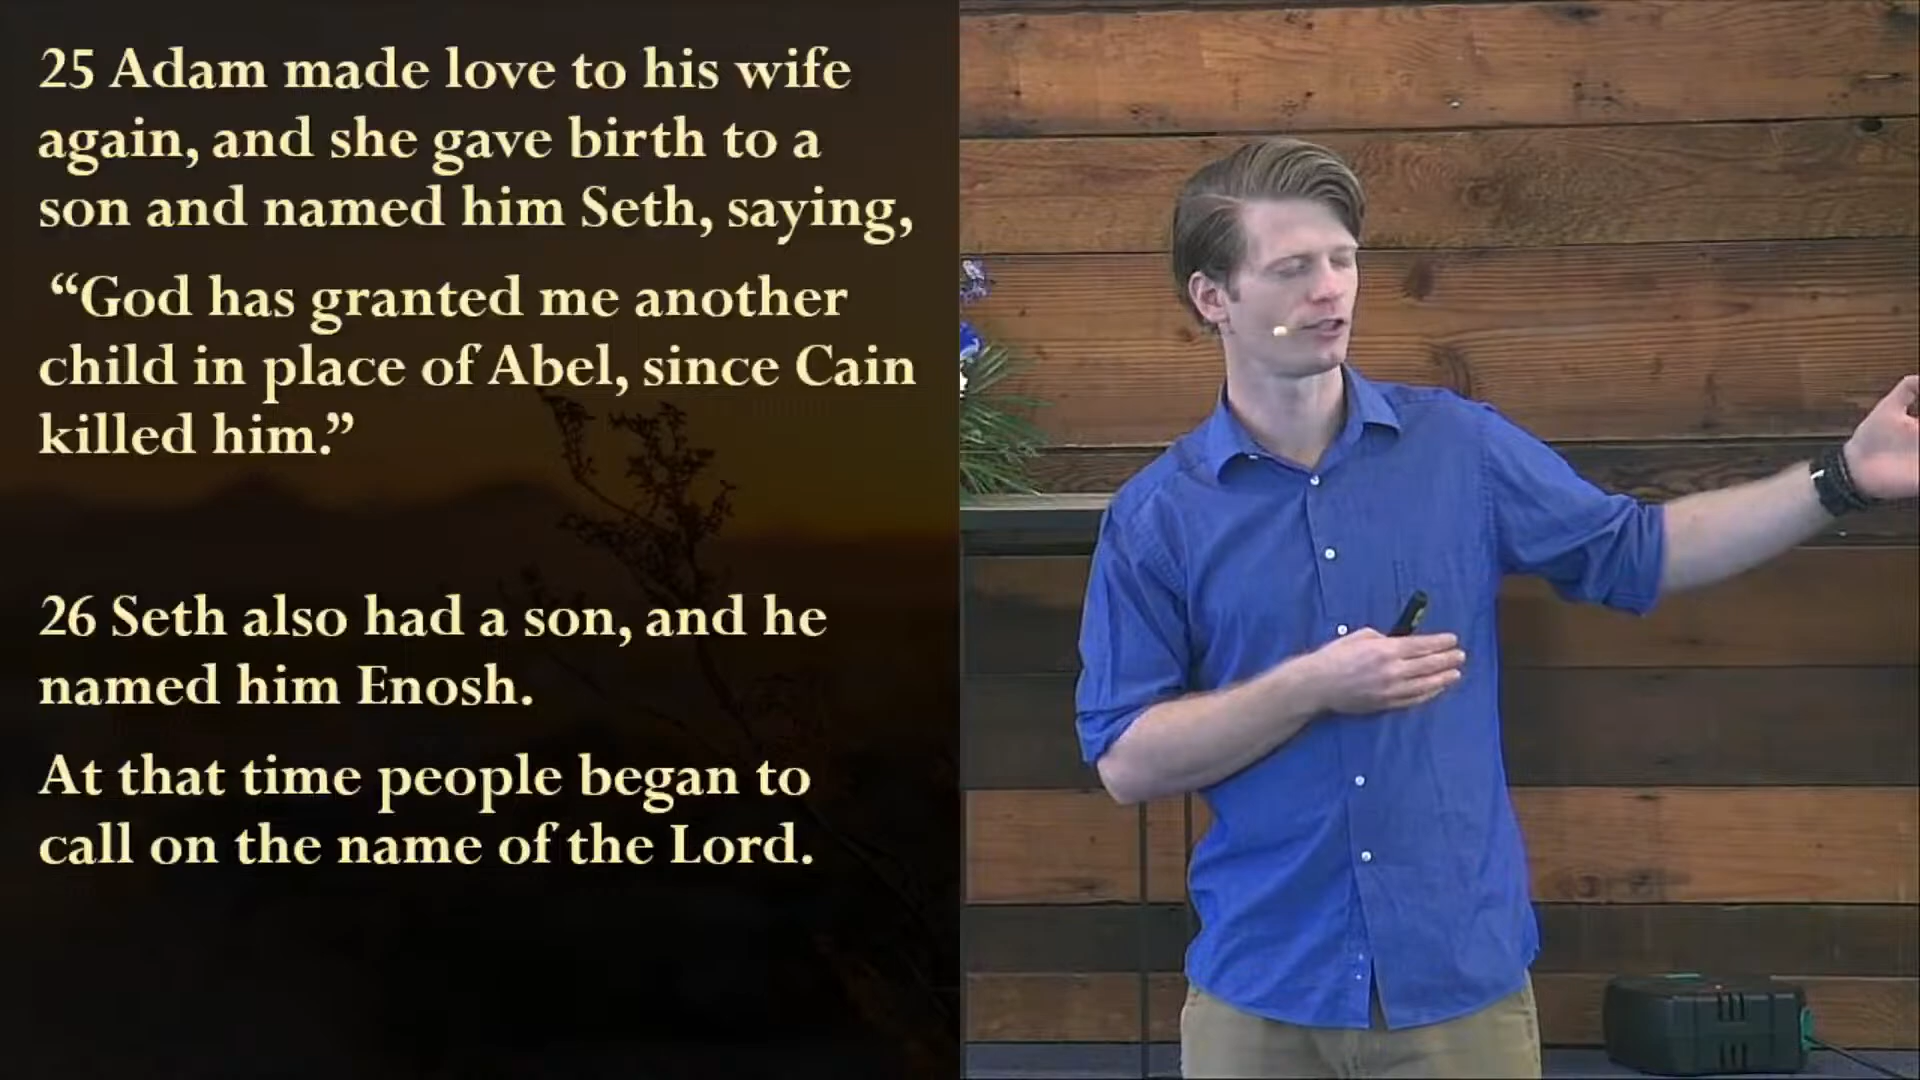 25 Adam made love to his wife
again, and she gave birth to a
son and named him Seth, saying,
“God has granted me another
child in place of Abel, since Cain
killed him.”
26 Seth also had a son, and he
named him Enosh.
At that time people began to
call on the name of the Lord.